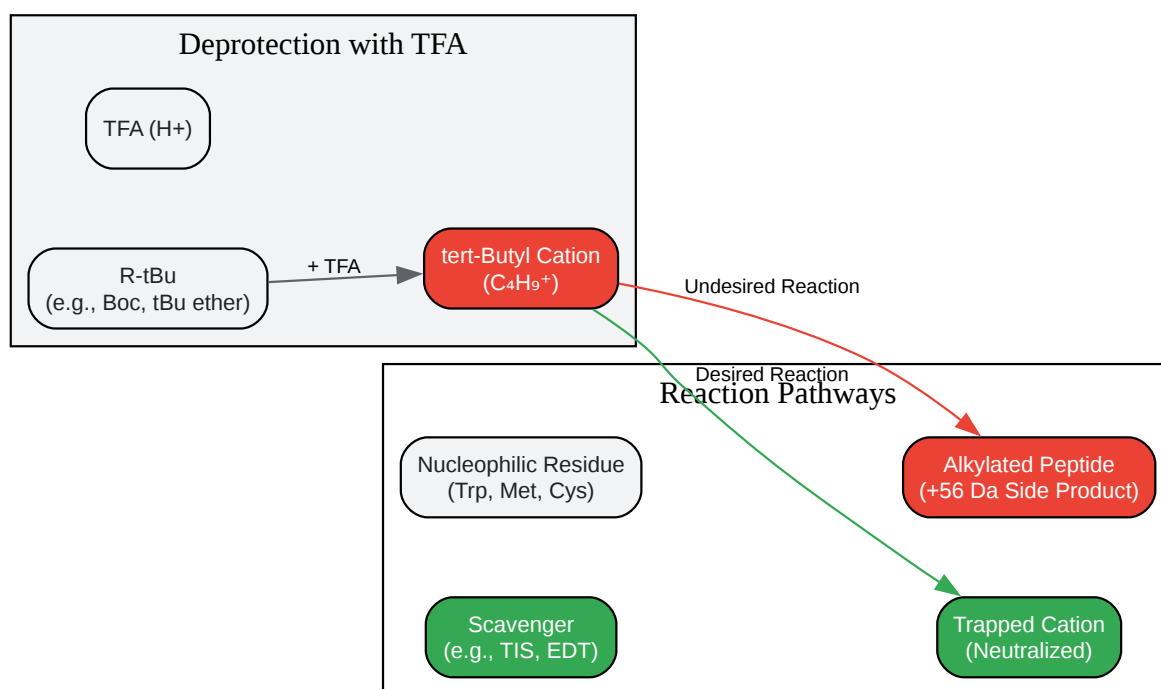 Deprotection with TFA
TFA (H+)
R-tBu
(e.g., Boc, tBu ether)
+ TFA
tert-Butyl Cation
(C₄H₉⁺)
Undesired Reaction
Desired Reaction
Reaction Pathways
Nucleophilic Residue
(Trp, Met, Cys)
Alkylated Peptide
(+56 Da Side Product)
Scavenger
(e.g., TIS, EDT)
Trapped Cation
(Neutralized)